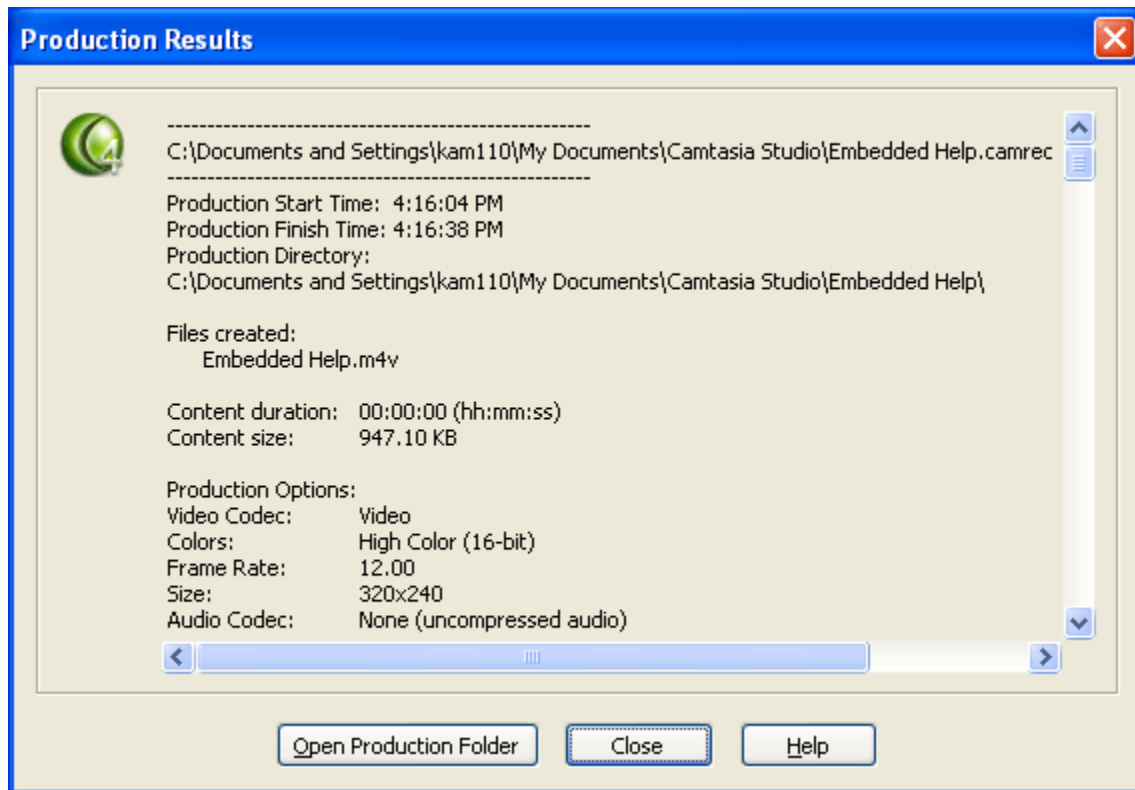 Production Results
-----------------------------------------------------
C:\Documents and Settings\kam110\My Documents\Camtasia Studio\Embedded Help.camrec
-----------------------------------------------------
Production Start Time:  4:16:04 PM
Production Finish Time: 4:16:38 PM
Production Directory:
C:\Documents and Settings\kam110\My Documents\Camtasia Studio\Embedded Help\
Files created:
Embedded Help.m4v
Content duration: 00:00:00 (hh:mm:ss)
Content size: 947.10 KB
Production Options:
Video Codec: Video
Colors: High Color (16-bit)
Frame Rate: 12.00
Size: 320x240
Audio Codec: None (uncompressed audio)
Open Production Folder Close Help